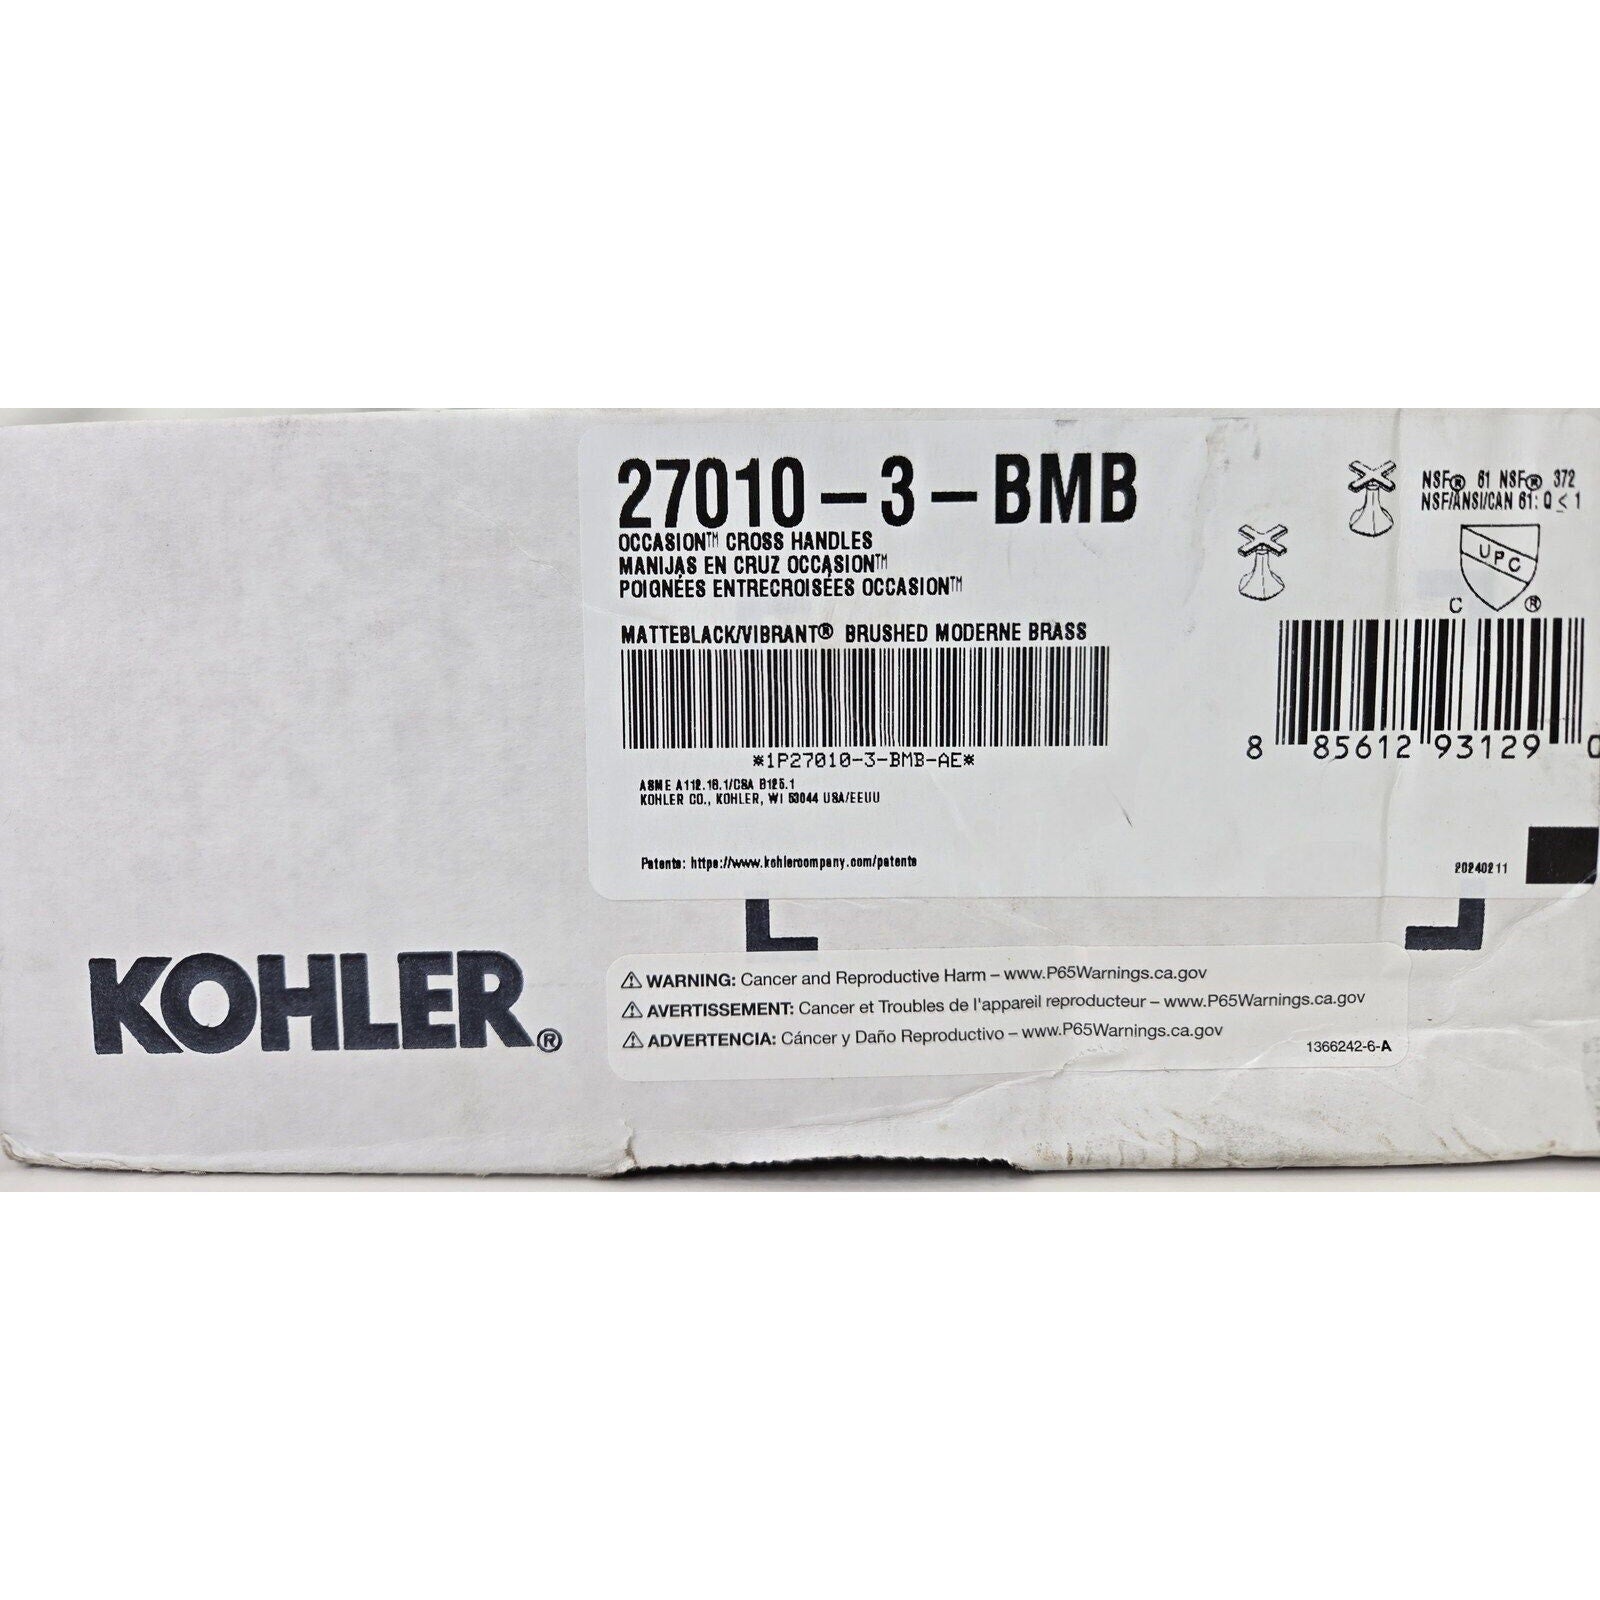 27010-3-BMB
OCCASION™ CROSS HANDLES
MANIJAS EN CRUZ OCCASION™
POIGNÉES ENTRECROISÉES OCCASION™
MATTEBLACK/VIBRANT® BRUSHED MODERNE BRASS
*1P27010-3-BMB-AE*
ASME A112.18.1/CSA B125.1
KOHLER CO., KOHLER, WI 53044 USA/EEUU
Patents: https://www.kohlercompany.com/patents
NSF® 61 NSF® 372
NSF/ANSI/CAN 61: Q ≤ 1
UPC
C ®
8 85612 93129 0
20240211
KOHLER®
⚠ WARNING: Cancer and Reproductive Harm – www.P65Warnings.ca.gov
⚠ AVERTISSEMENT: Cancer et Troubles de l'appareil reproducteur – www.P65Warnings.ca.gov
⚠ ADVERTENCIA: Cáncer y Daño Reproductivo – www.P65Warnings.ca.gov
1366242-6-A